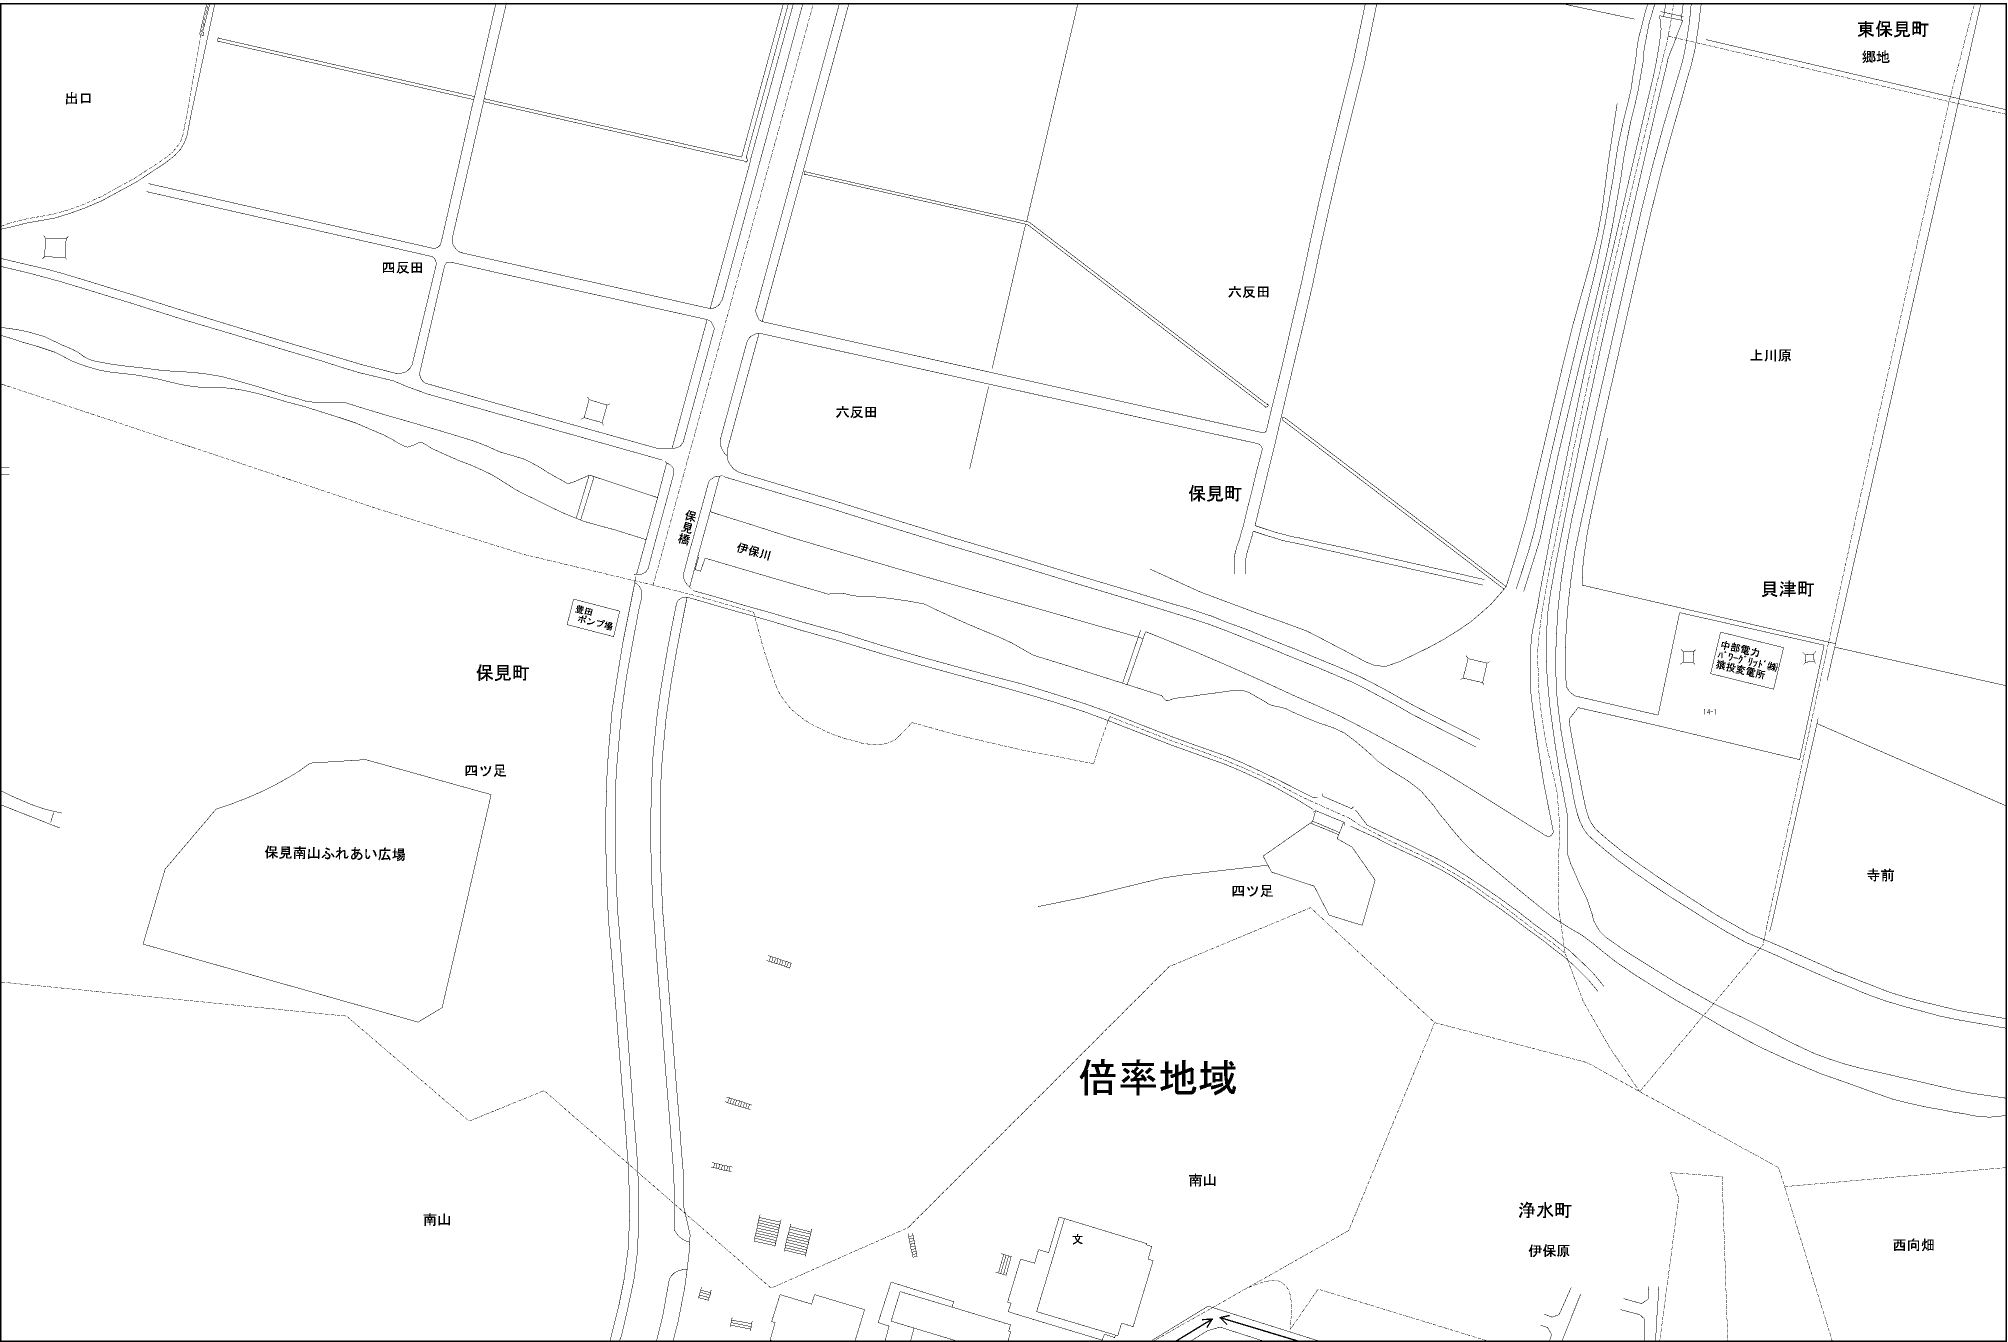 東保見町
郷地
出口
四反田
六反田
上川原
六反田
保見町
保見橋
伊保川
貝津町
豊田
ポンプ場
中部電力
パワーグリッド㈱
猿投変電所
保見町
14-1
四ツ足
保見南山ふれあい広場
四ツ足
寺前
倍率地域
南山
南山
浄水町
伊保原
文
西向畑